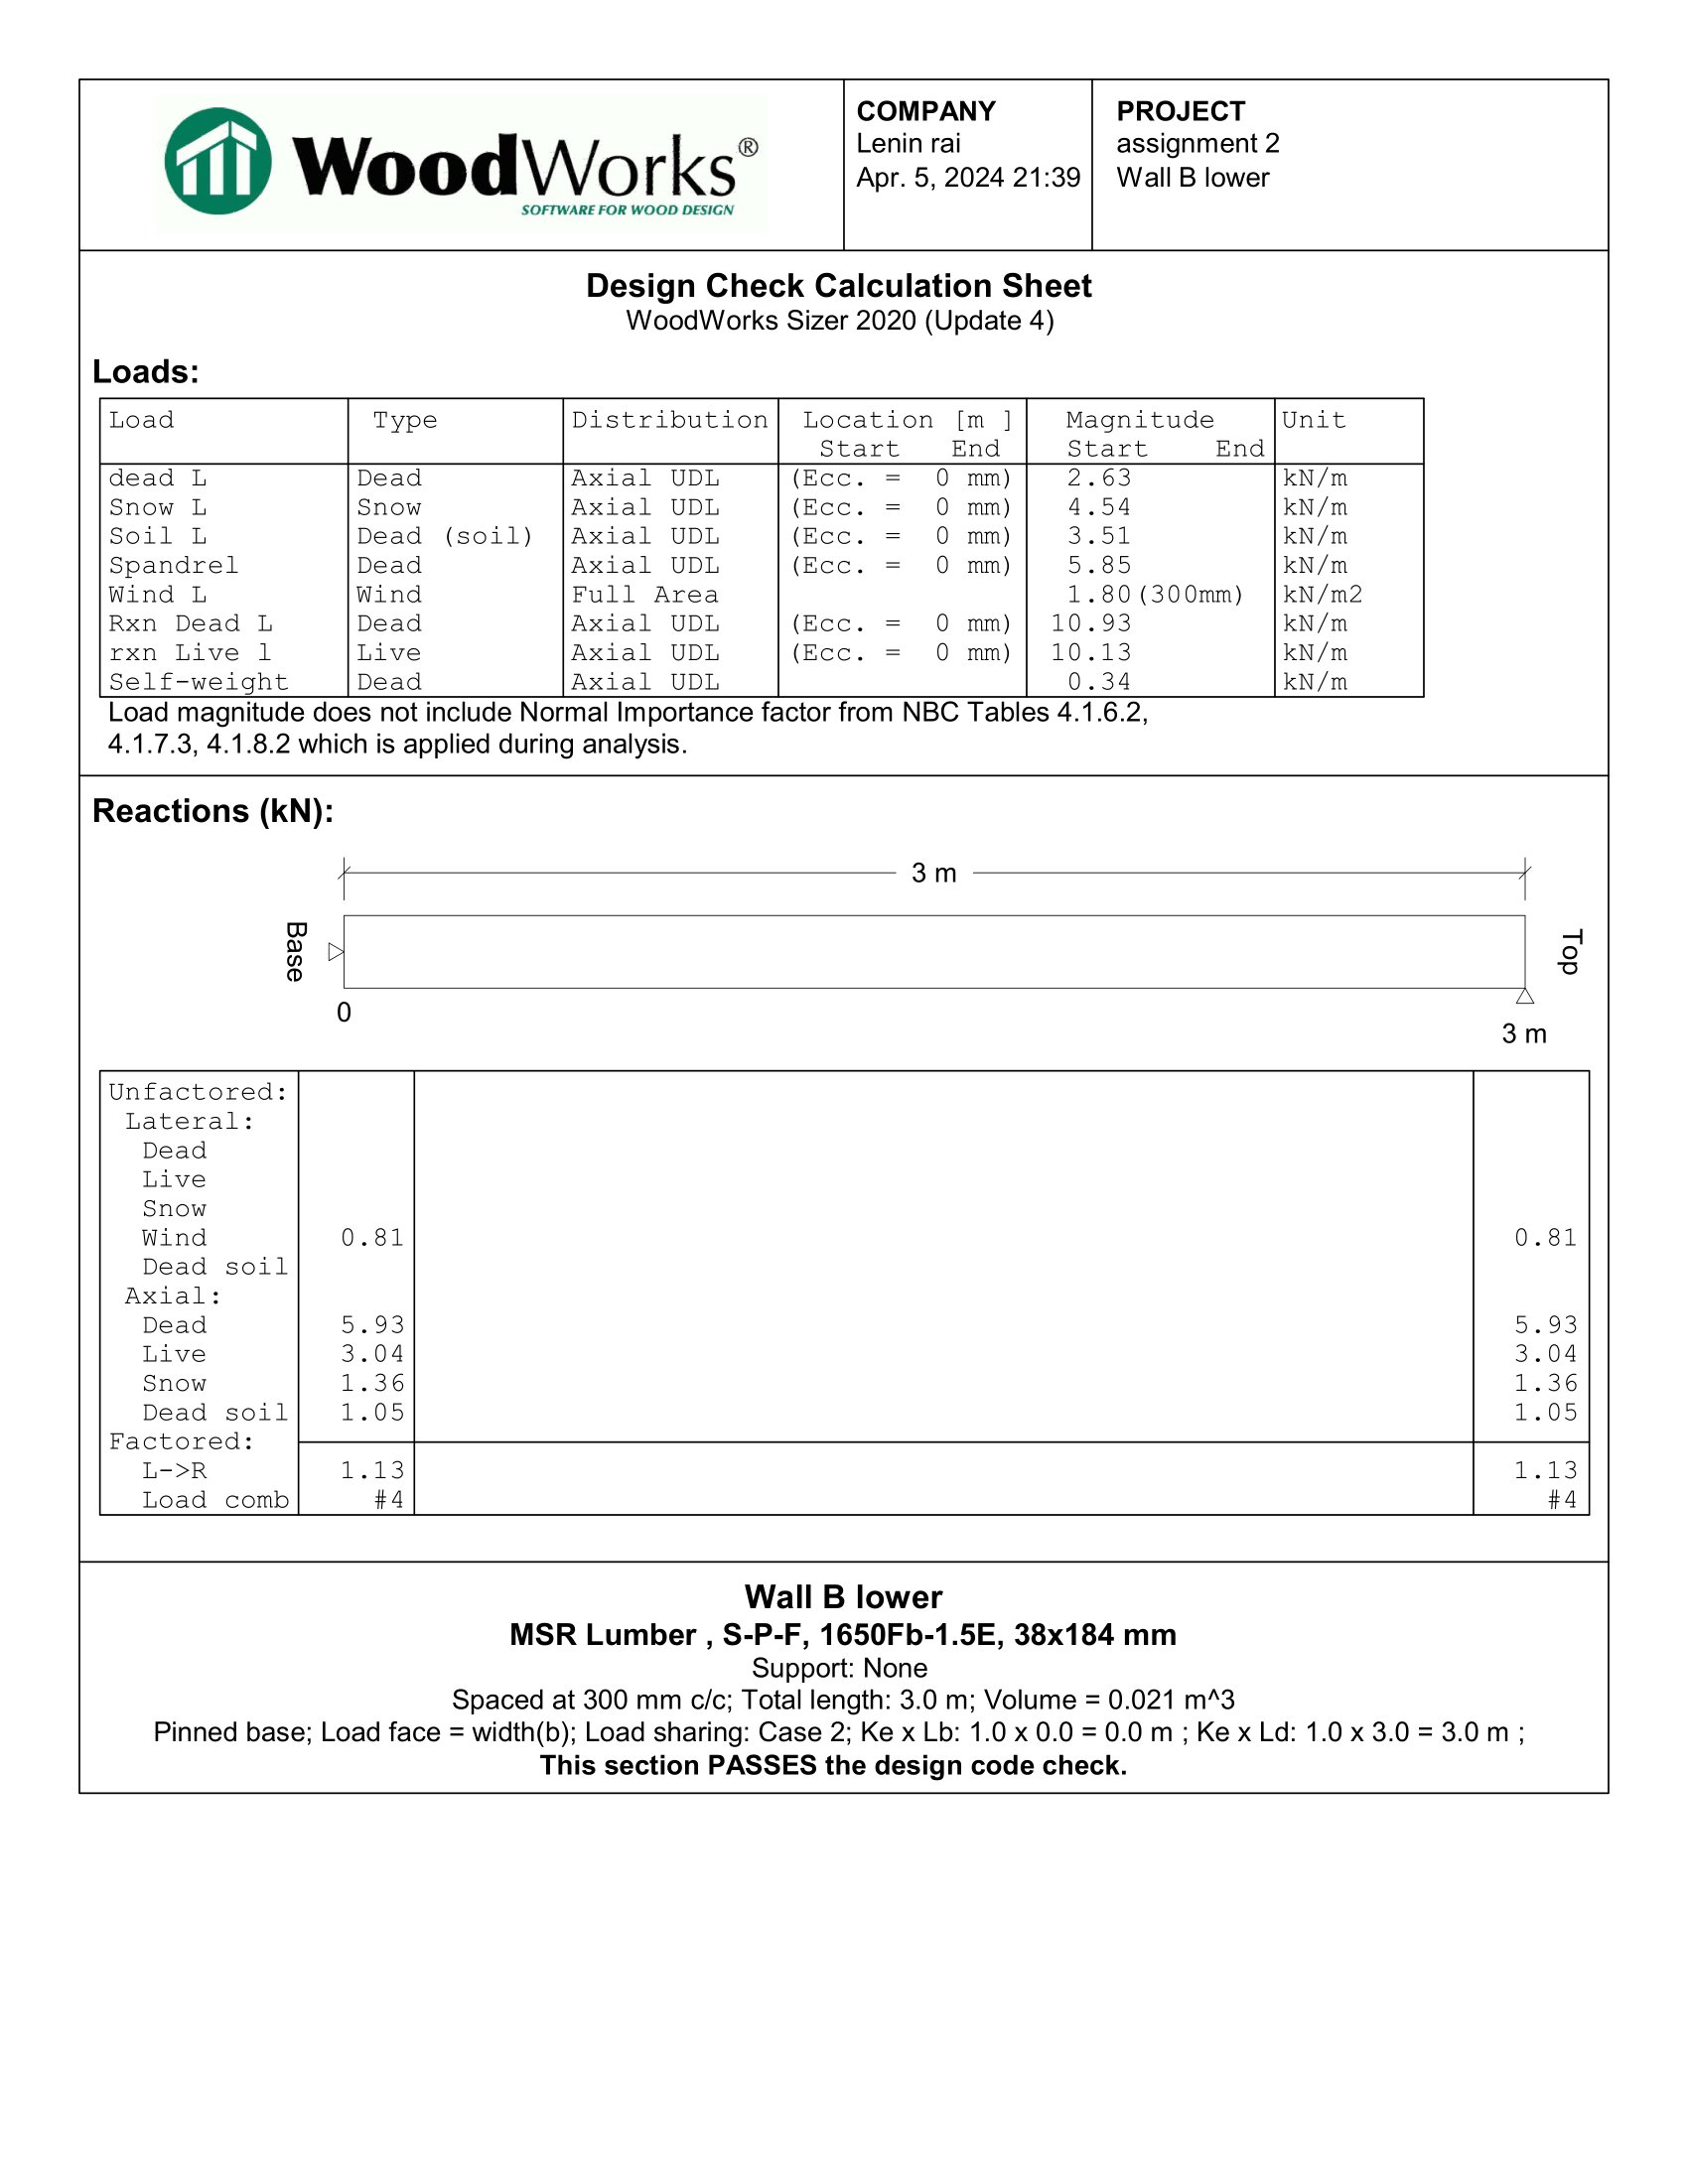 WoodWorks®
SOFTWARE FOR WOOD DESIGN
COMPANY
Lenin rai
Apr. 5, 2024 21:39
PROJECT
assignment 2
Wall B lower
Design Check Calculation Sheet
WoodWorks Sizer 2020 (Update 4)
Loads:
Load Type Distribution Location [m ] Magnitude Unit
Start End Start End
dead L Dead Axial UDL (Ecc. = 0 mm) 2.63 kN/m
Snow L Snow Axial UDL (Ecc. = 0 mm) 4.54 kN/m
Soil L Dead (soil) Axial UDL (Ecc. = 0 mm) 3.51 kN/m
Spandrel Dead Axial UDL (Ecc. = 0 mm) 5.85 kN/m
Wind L Wind Full Area 1.80(300mm) kN/m2
Rxn Dead L Dead Axial UDL (Ecc. = 0 mm) 10.93 kN/m
rxn Live l Live Axial UDL (Ecc. = 0 mm) 10.13 kN/m
Self-weight Dead Axial UDL 0.34 kN/m
Load magnitude does not include Normal Importance factor from NBC Tables 4.1.6.2,
4.1.7.3, 4.1.8.2 which is applied during analysis.
Reactions (kN):
3 m
Base
Top
0
3 m
Unfactored:
Lateral:
Dead
Live
Snow
Wind 0.81 0.81
Dead soil
Axial:
Dead 5.93 5.93
Live 3.04 3.04
Snow 1.36 1.36
Dead soil 1.05 1.05
Factored:
L->R 1.13 1.13
Load comb #4 #4
Wall B lower
MSR Lumber , S-P-F, 1650Fb-1.5E, 38x184 mm
Support: None
Spaced at 300 mm c/c; Total length: 3.0 m; Volume = 0.021 m^3
Pinned base; Load face = width(b); Load sharing: Case 2; Ke x Lb: 1.0 x 0.0 = 0.0 m ; Ke x Ld: 1.0 x 3.0 = 3.0 m ;
This section PASSES the design code check.